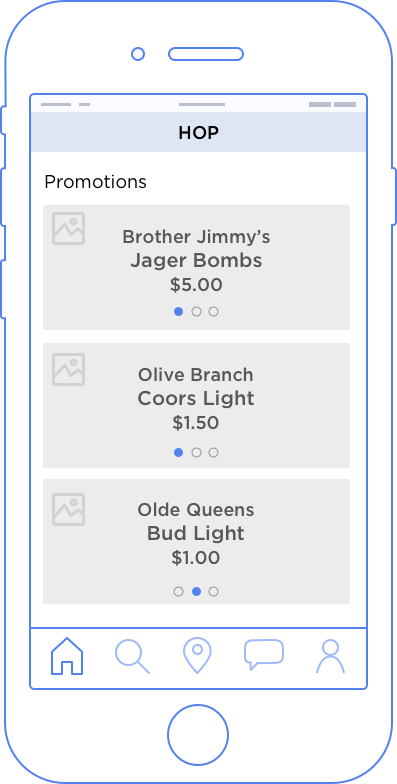 HOP
Promotions
Brother Jimmy’s
Jager Bombs
$5.00
Olive Branch
Coors Light
$1.50
Olde Queens
Bud Light
$1.00